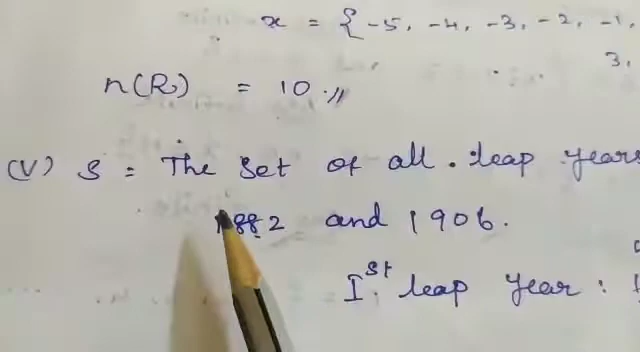 x = {-5, -4, -3, -2, -1,
3,
n(R) = 10 ,,
(V) S = The set of all leap years
1882 and 1906.
Ist leap year :